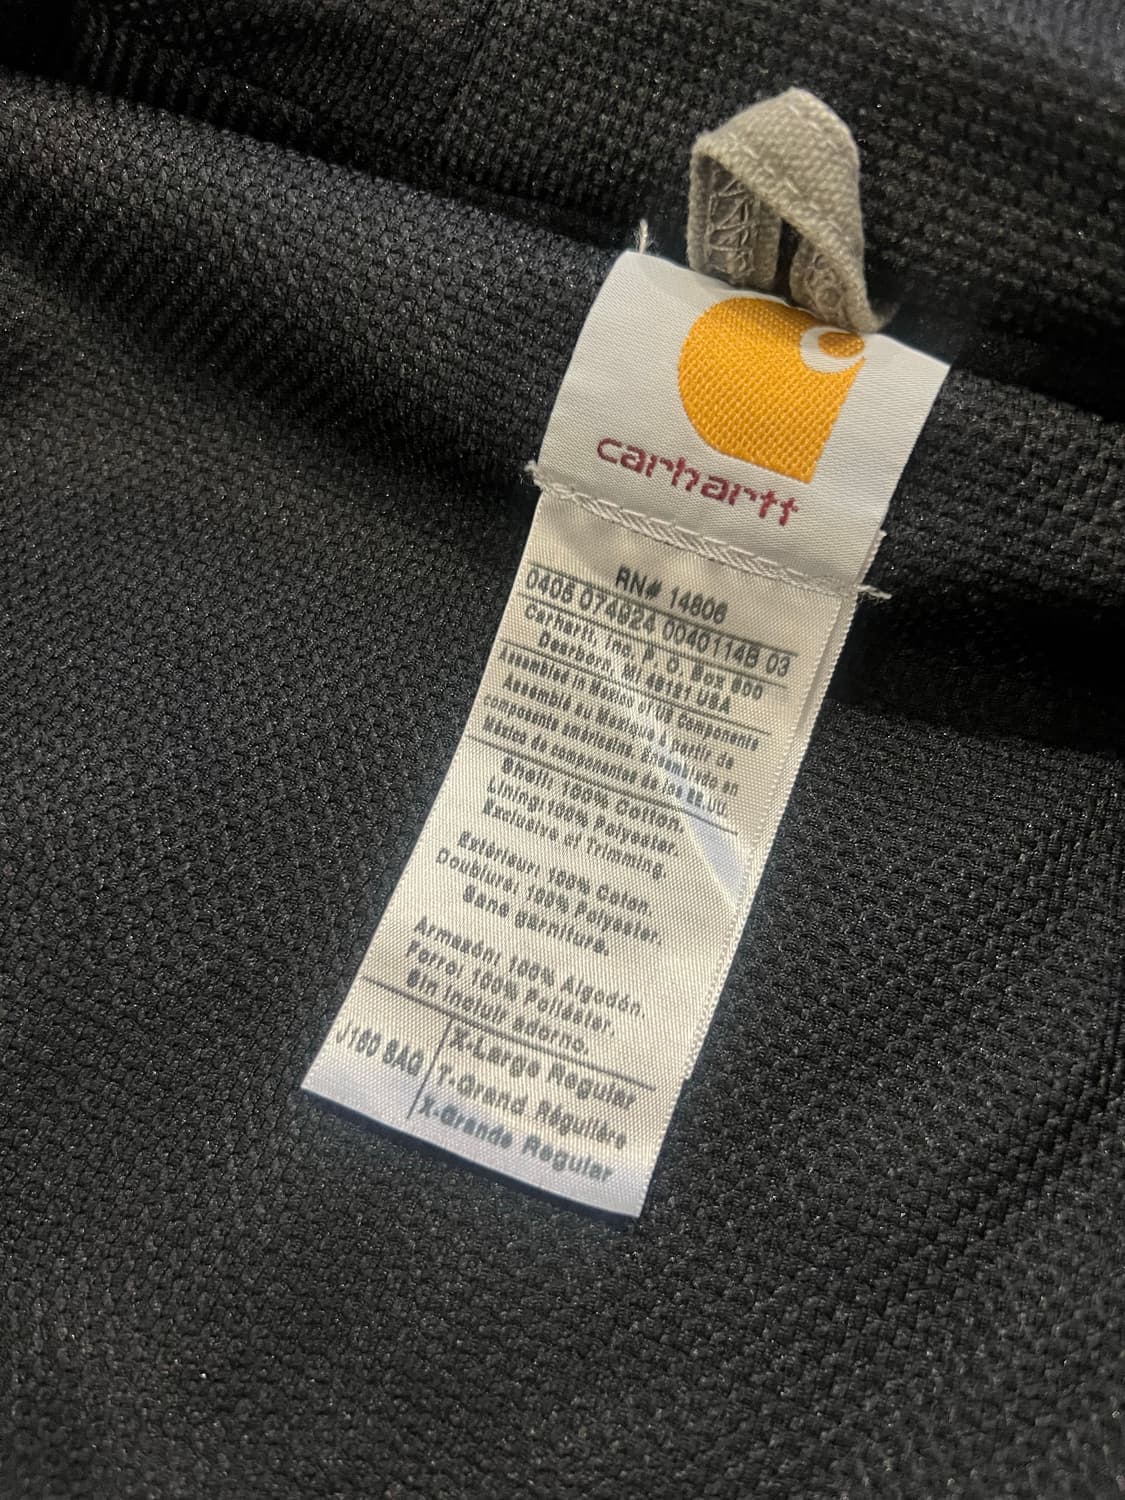 carhartt
RN# 14806
0406 074924 0040114B 03
Carhartt, Inc. P. O. Box 600
Dearborn, MI 48121 USA
Assembled in Mexico of US Components
Assemblé au Mexique à partir de
composants américains. Ensamblado en
México de componentes de los EE.UU.
Shell: 100% Cotton.
Lining:100% Polyester.
Exclusive of Trimming.
Extérieur: 100% Coton.
Doublure: 100% Polyester.
Sans garniture.
Armazón: 100% Algodón.
Forro: 100% Poliéster.
Sin incluir adorno.
J160 SAG
X-Large Regular
T-Grand Régulière
X-Grande Regular